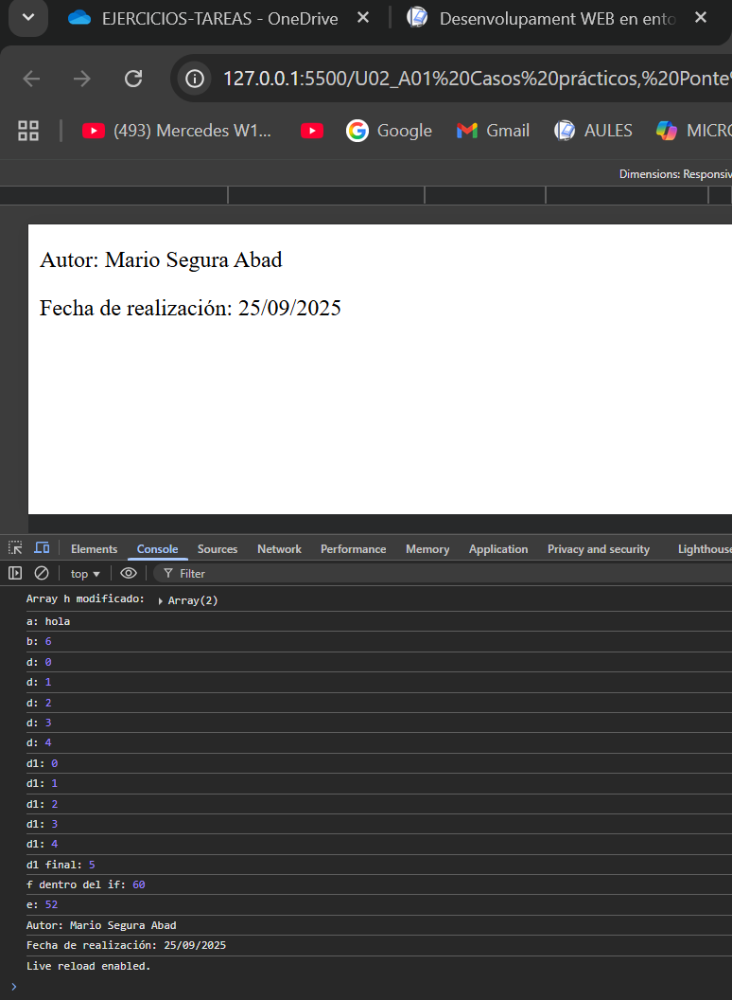 EJERCICIOS-TAREAS - OneDrive
Desenvolupament WEB en ento
127.0.0.1:5500/U02_A01%20Casos%20prácticos,%20Ponte%
(493) Mercedes W1...
Google
Gmail
AULES
MICRO
Dimensions: Responsiv
Autor: Mario Segura Abad
Fecha de realización: 25/09/2025
Elements Console Sources Network Performance Memory Application Privacy and security Lighthouse
top Filter
Array h modificado: Array(2)
a: hola
b: 6
d: 0
d: 1
d: 2
d: 3
d: 4
d1: 0
d1: 1
d1: 2
d1: 3
d1: 4
d1 final: 5
f dentro del if: 60
e: 52
Autor: Mario Segura Abad
Fecha de realización: 25/09/2025
Live reload enabled.